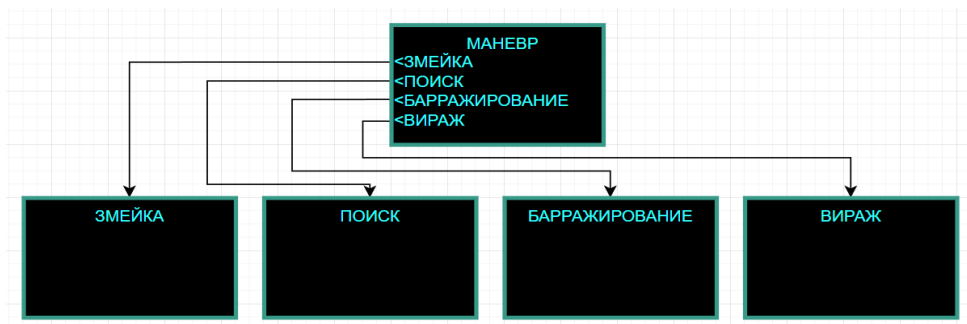 МАНЕВР
<ЗМЕЙКА
<ПОИСК
<БАРРАЖИРОВАНИЕ
<ВИРАЖ
ЗМЕЙКА
ПОИСК
БАРРАЖИРОВАНИЕ
ВИРАЖ